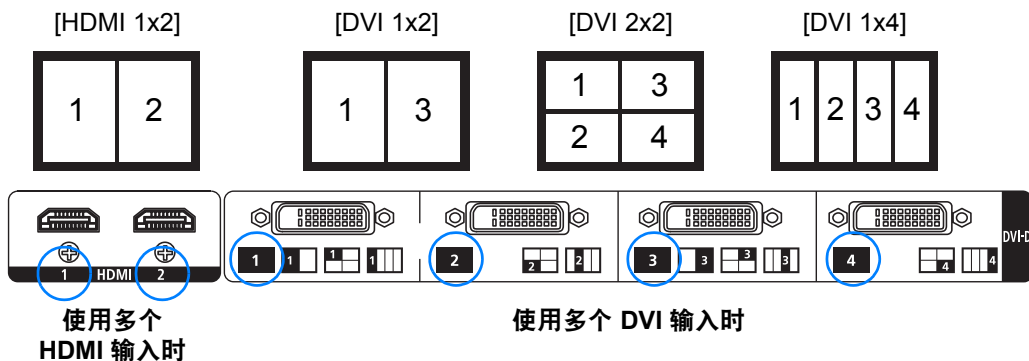 [HDMI 1x2] [DVI 1x2] [DVI 2x2] [DVI 1x4]
1 2 1 3 1 3 1 2 3 4
2 4
1 HDMI 2 1 1 1 1 2 2 2 3 3 3 3 4 4 4 DVI-D
使用多个 使用多个 DVI 输入时
HDMI 输入时